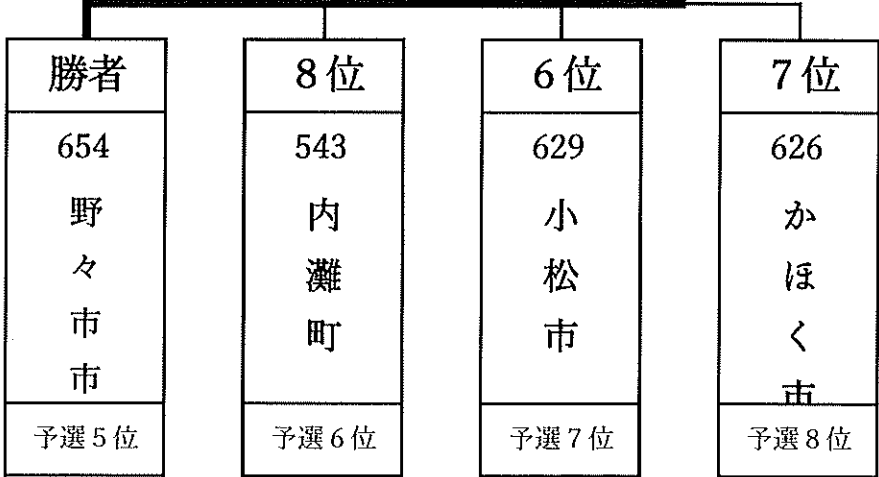 勝者
654
野々市市
予選5位
8位
543
内灘町
予選6位
6位
629
小松市
予選7位
7位
626
かほく市
予選8位